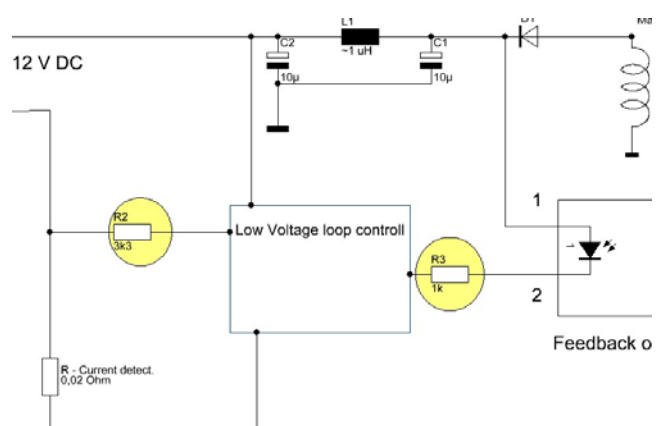 L1
D1
Ma
C2
C1
~1 uH
12 V DC
10µ
10µ
1
R2
Low Voltage loop controll
3k3
R3
1k
2
Feedback o
R - Current detect.
0,02 Ohm